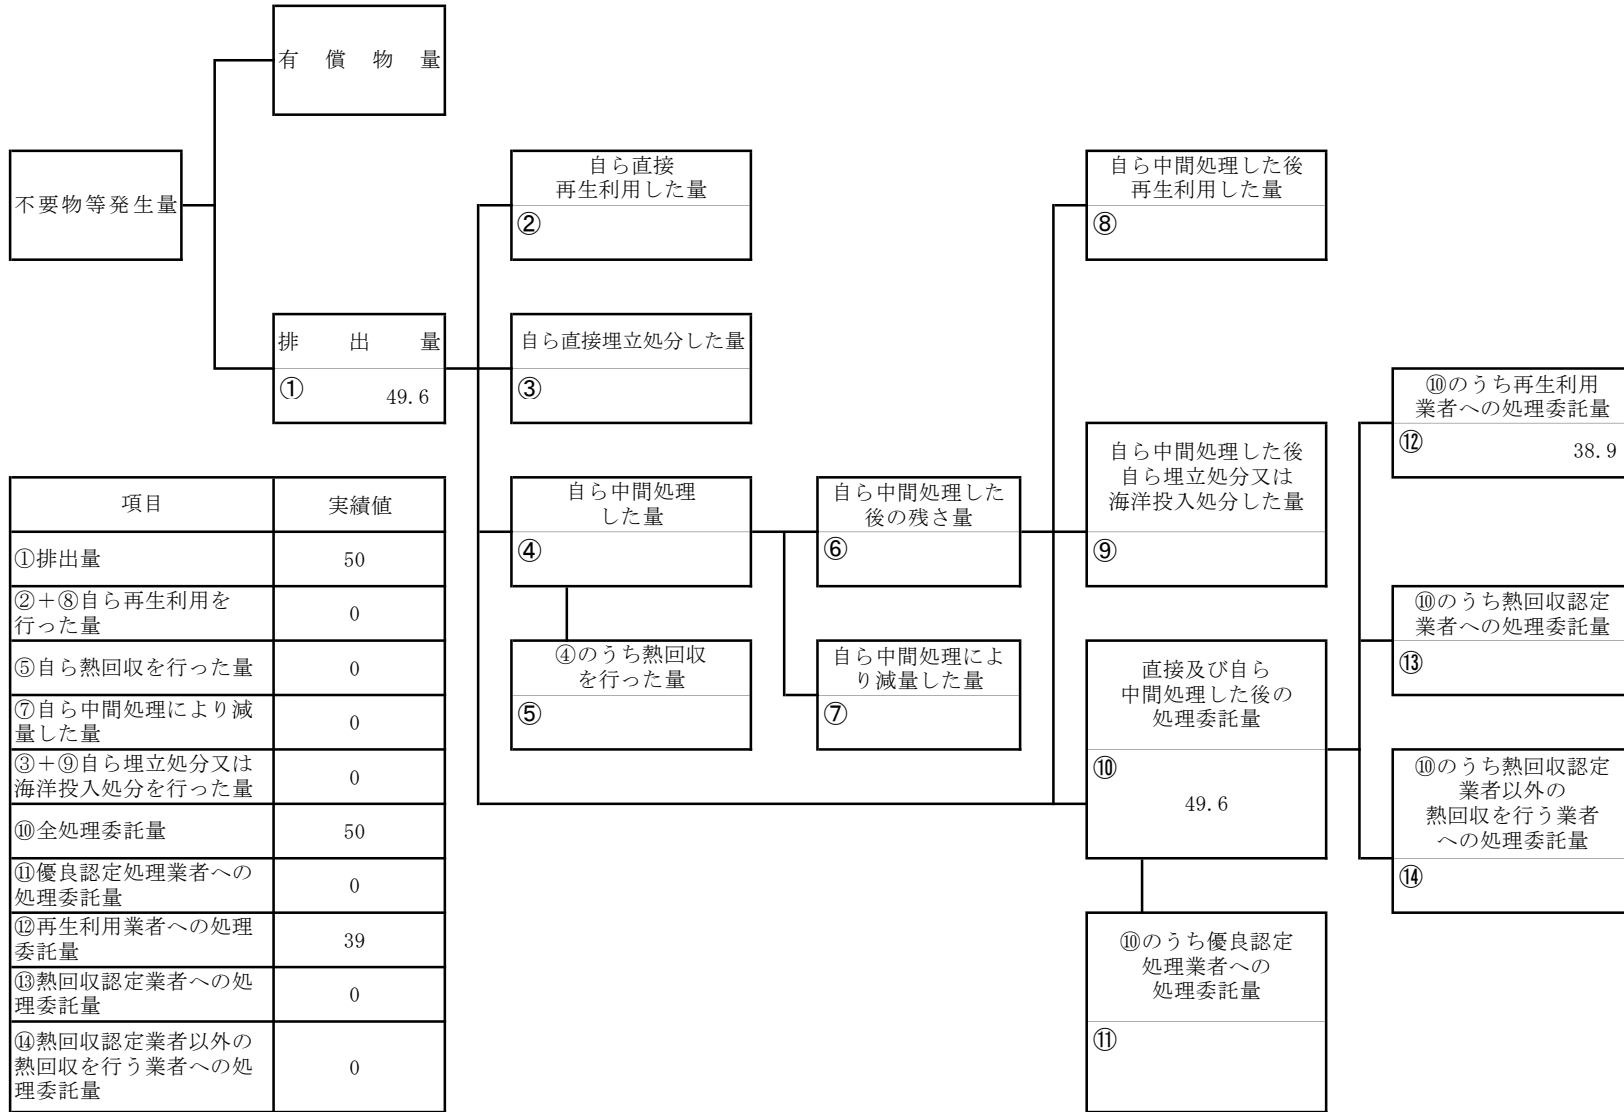 有償物量
不要物等発生量
排出量
①
49.6
自ら直接
再生利用した量
②
自ら直接埋立処分した量
③
自ら中間処理
した量
④
④のうち熱回収
を行った量
⑤
自ら中間処理した
後の残さ量
⑥
自ら中間処理によ
り減量した量
⑦
自ら中間処理した後
再生利用した量
⑧
自ら中間処理した後
自ら埋立処分又は
海洋投入処分した量
⑨
直接及び自ら
中間処理した後の
処理委託量
⑩
49.6
⑩のうち優良認定
処理業者への
処理委託量
⑪
⑩のうち再生利用
業者への処理委託量
⑫
38.9
⑩のうち熱回収認定
業者への処理委託量
⑬
⑩のうち熱回収認定
業者以外の
熱回収を行う業者
への処理委託量
⑭
項目 実績値
①排出量 50
②+⑧自ら再生利用を
行った量 0
⑤自ら熱回収を行った量 0
⑦自ら中間処理により減
量した量 0
③+⑨自ら埋立処分又は
海洋投入処分を行った量 0
⑩全処理委託量 50
⑪優良認定処理業者への
処理委託量 0
⑫再生利用業者への処理
委託量 39
⑬熱回収認定業者への処
理委託量 0
⑭熱回収認定業者以外の
熱回収を行う業者への処
理委託量 0